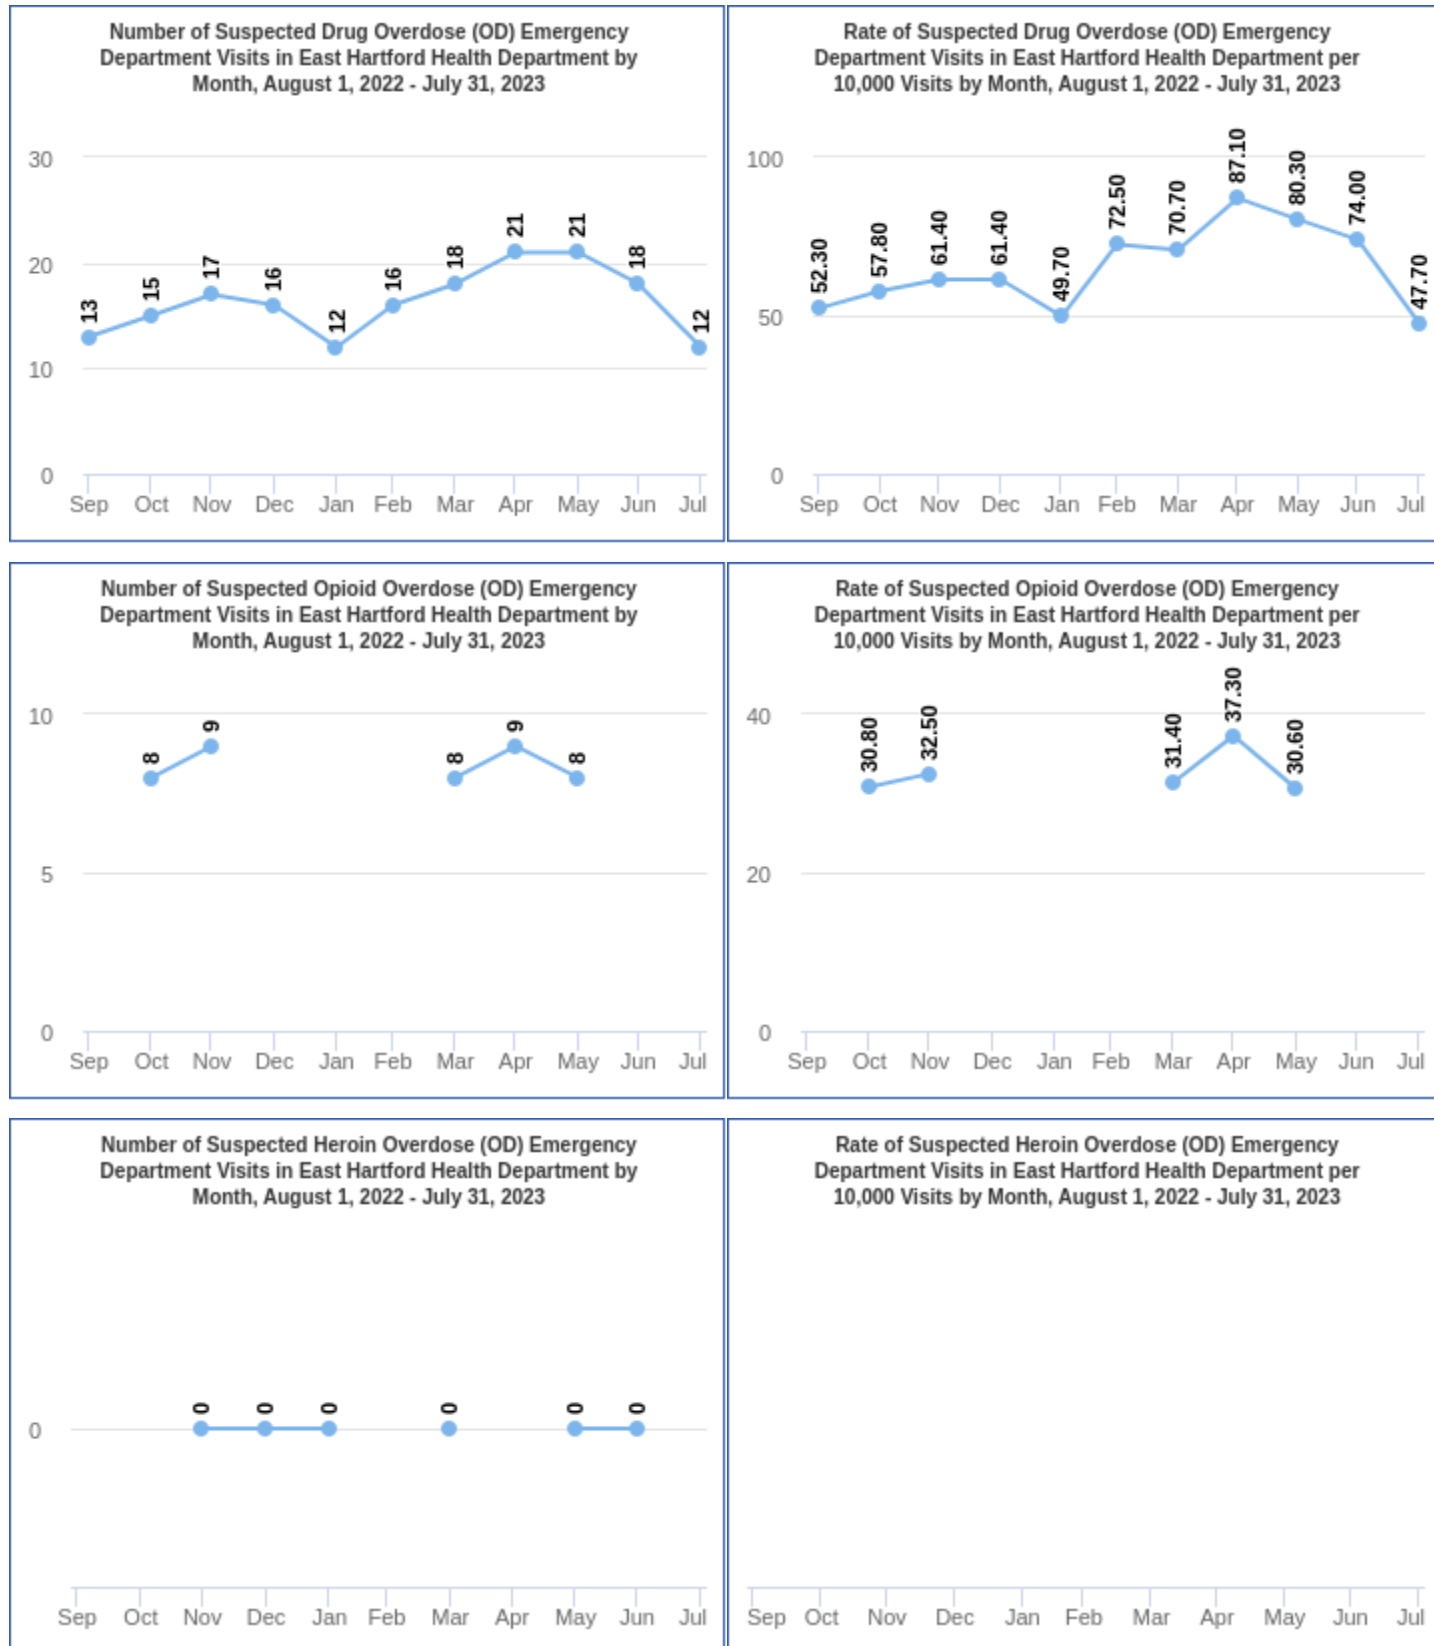 Number of Suspected Drug Overdose (OD) Emergency
Department Visits in East Hartford Health Department by
Month, August 1, 2022 - July 31, 2023
30
20
10
0
13
15
17
16
12
16
18
21
21
18
12
Sep Oct Nov Dec Jan Feb Mar Apr May Jun Jul
Rate of Suspected Drug Overdose (OD) Emergency
Department Visits in East Hartford Health Department per
10,000 Visits by Month, August 1, 2022 - July 31, 2023
100
50
0
52.30
57.80
61.40
61.40
49.70
72.50
70.70
87.10
80.30
74.00
47.70
Sep Oct Nov Dec Jan Feb Mar Apr May Jun Jul
Number of Suspected Opioid Overdose (OD) Emergency
Department Visits in East Hartford Health Department by
Month, August 1, 2022 - July 31, 2023
10
5
0
8
9
8
9
8
Sep Oct Nov Dec Jan Feb Mar Apr May Jun Jul
Rate of Suspected Opioid Overdose (OD) Emergency
Department Visits in East Hartford Health Department per
10,000 Visits by Month, August 1, 2022 - July 31, 2023
40
20
0
30.80
32.50
31.40
37.30
30.60
Sep Oct Nov Dec Jan Feb Mar Apr May Jun Jul
Number of Suspected Heroin Overdose (OD) Emergency
Department Visits in East Hartford Health Department by
Month, August 1, 2022 - July 31, 2023
0
0
0
0
0
0
0
Sep Oct Nov Dec Jan Feb Mar Apr May Jun Jul
Rate of Suspected Heroin Overdose (OD) Emergency
Department Visits in East Hartford Health Department per
10,000 Visits by Month, August 1, 2022 - July 31, 2023
Sep Oct Nov Dec Jan Feb Mar Apr May Jun Jul